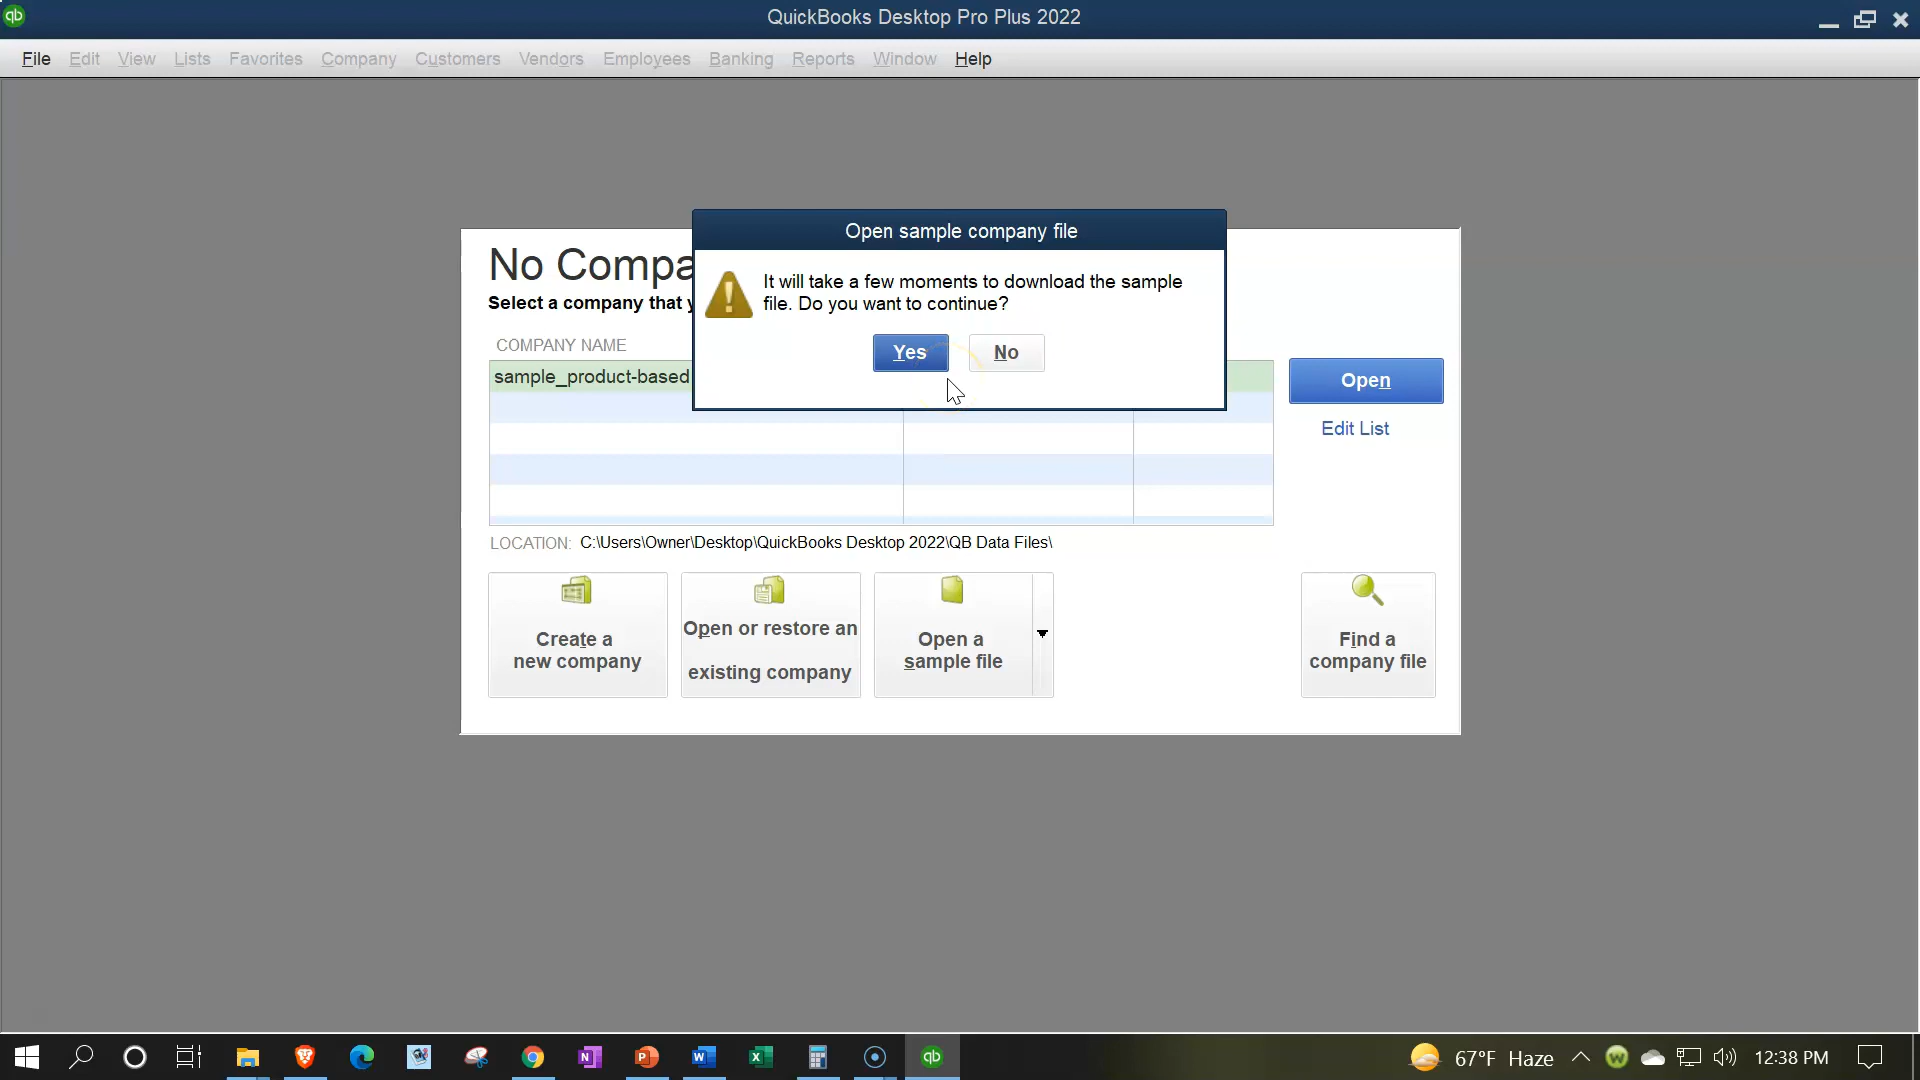 qb
QuickBooks Desktop Pro Plus 2022
File Edit View Lists Favorites Company Customers Vendors Employees Banking Reports Window Help
Open sample company file
It will take a few moments to download the sample
file. Do you want to continue?
Yes
No
No Compa
Select a company that y
COMPANY NAME
sample_product-based
Open
Edit List
LOCATION: C:\Users\Owner\Desktop\QuickBooks Desktop 2022\QB Data Files\
Create a
new company
Open or restore an
existing company
Open a
sample file
Find a
company file
67°F Haze
12:38 PM